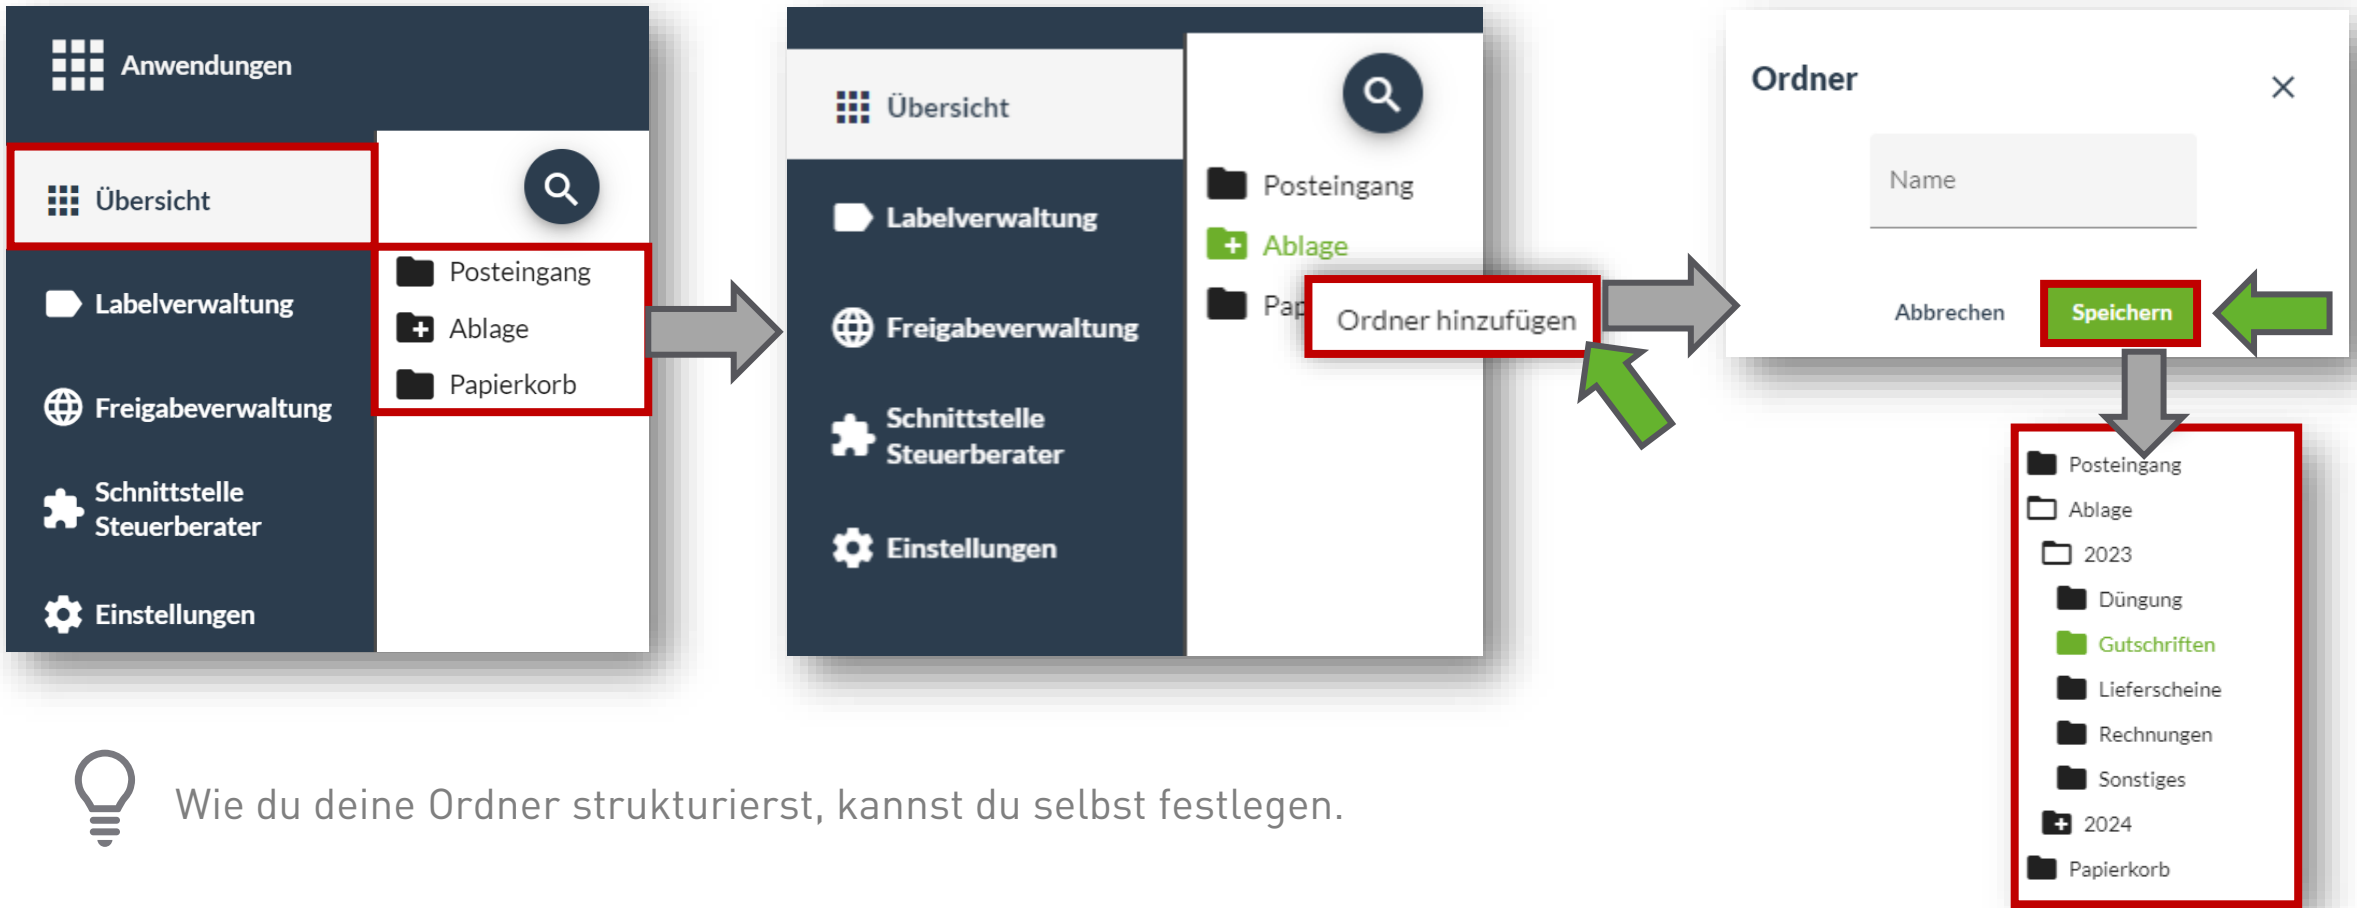 Anwendungen
Übersicht
Labelverwaltung
Freigabeverwaltung
Schnittstelle
Steuerberater
Einstellungen
Posteingang
Ablage
Papierkorb
Übersicht
Labelverwaltung
Freigabeverwaltung
Schnittstelle
Steuerberater
Einstellungen
Posteingang
Ablage
Pap
Ordner hinzufügen
Ordner
Name
Abbrechen
Speichern
Posteingang
Ablage
2023
Düngung
Gutschriften
Lieferscheine
Rechnungen
Sonstiges
2024
Papierkorb
Wie du deine Ordner strukturierst, kannst du selbst festlegen.